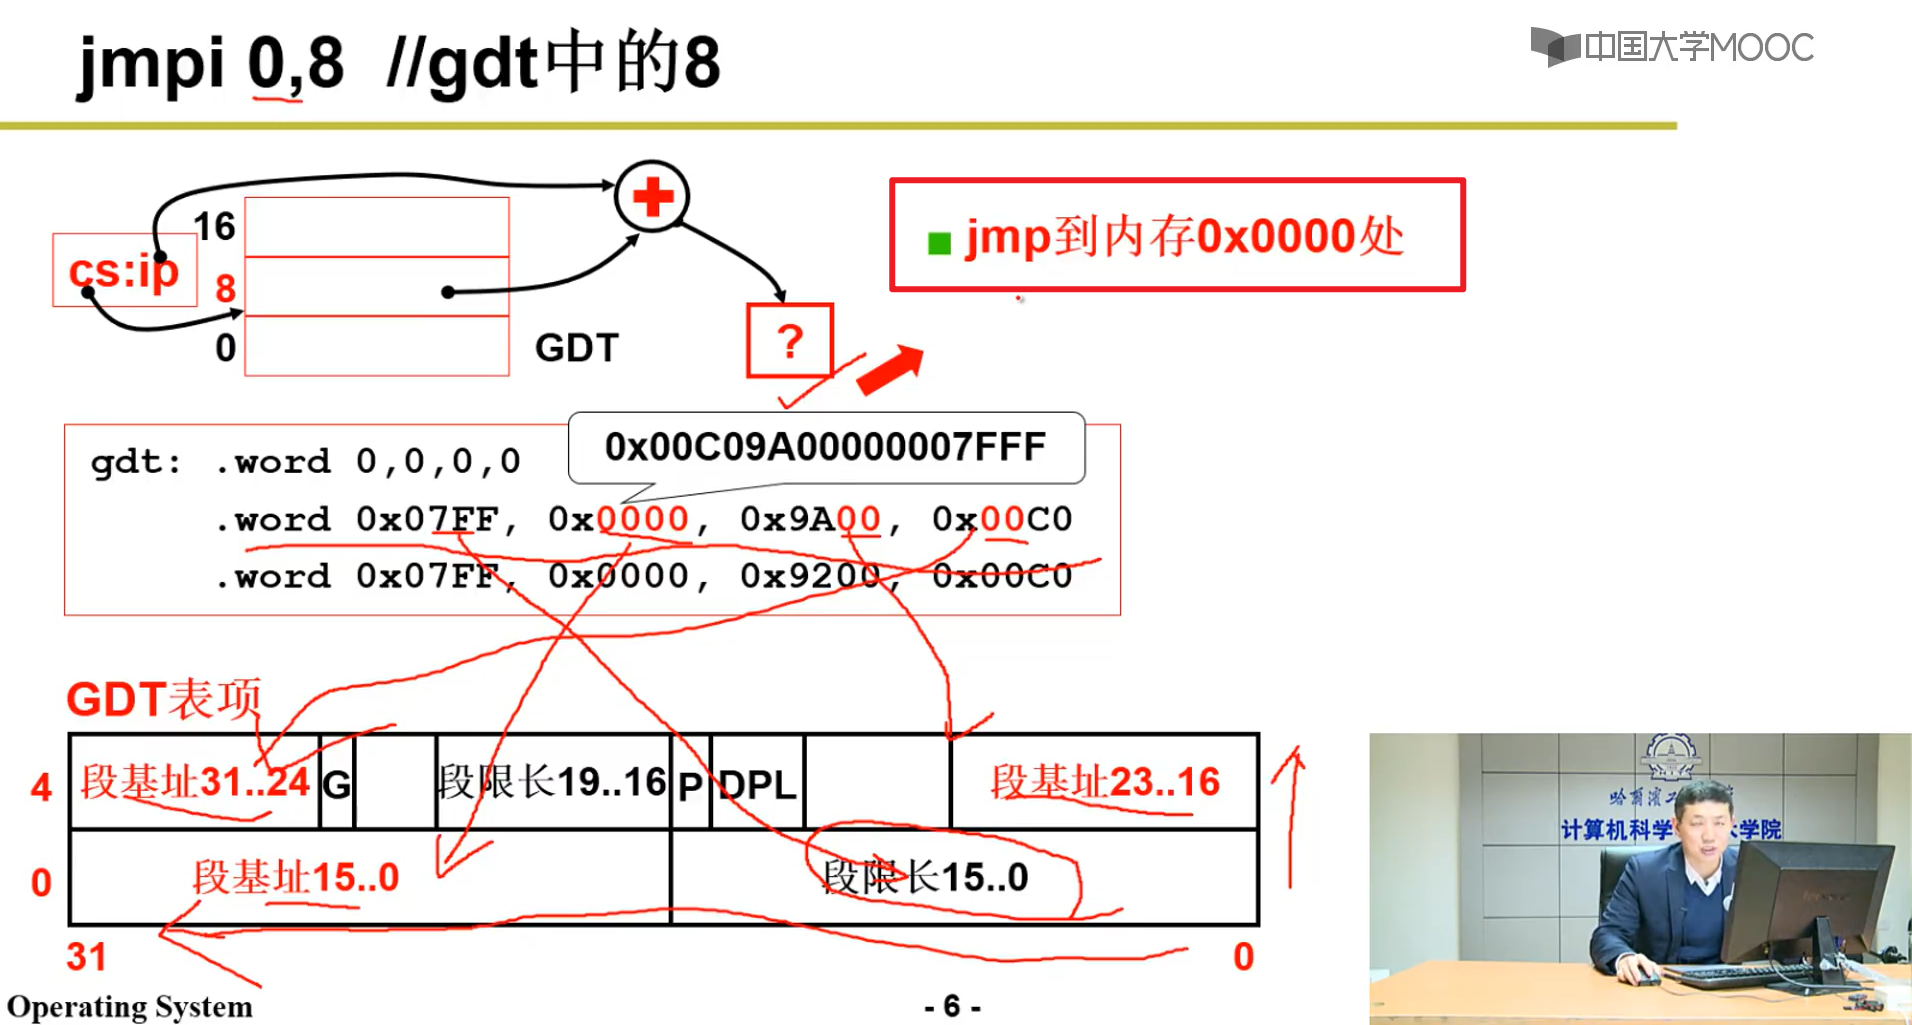 jmpi 0,8 //gdt中的8
中国大学MOOC
16
cs:ip
8
0
GDT
?
jmp到内存0x0000处
0x00C09A00000007FFF
gdt: .word 0,0,0,0
.word 0x07FF, 0x0000, 0x9A00, 0x00C0
.word 0x07FF, 0x0000, 0x9200, 0x00C0
GDT表项
4
段基址31..24
G
段限长19..16
P
DPL
段基址23..16
0
段基址15..0
段限长15..0
31
0
计算机科学
术学院
Operating System
- 6 -